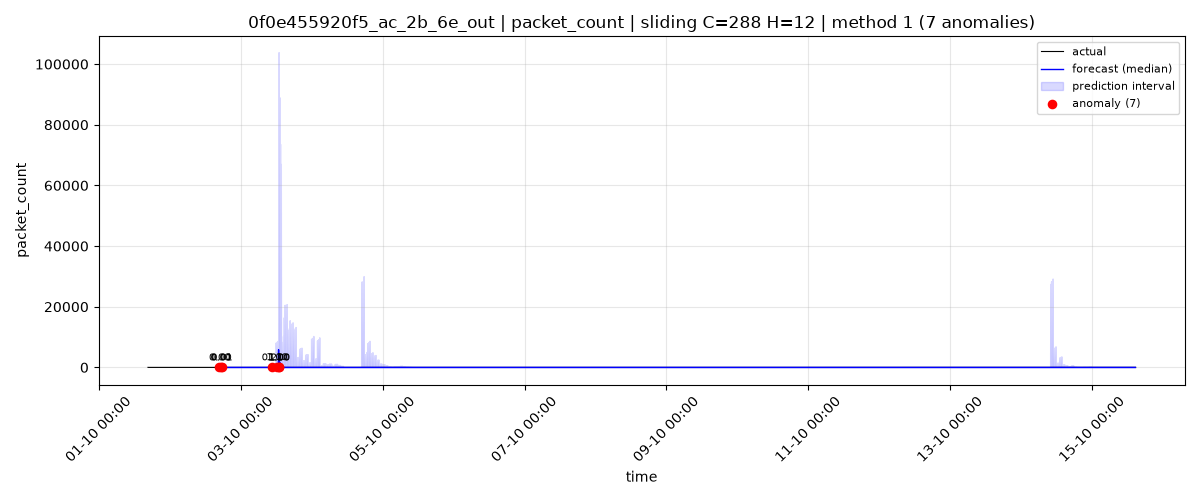 0f0e455920f5_ac_2b_6e_out | packet_count | sliding C=288 H=12 | method 1 (7 anomalies)
actual
forecast (median)
prediction interval
anomaly (7)
packet_count
100000
80000
60000
40000
20000
0
01-10 00:00
03-10 00:00
05-10 00:00
07-10 00:00
09-10 00:00
11-10 00:00
13-10 00:00
15-10 00:00
time